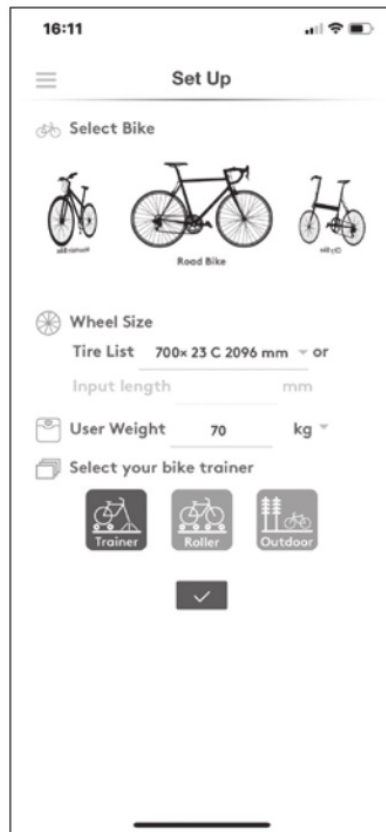 16:11
Set Up
Select Bike
Road Bike
Wheel Size
Tire List 700× 23 C 2096 mm or
Input length mm
User Weight 70 kg
Select your bike trainer
Trainer Roller Outdoor